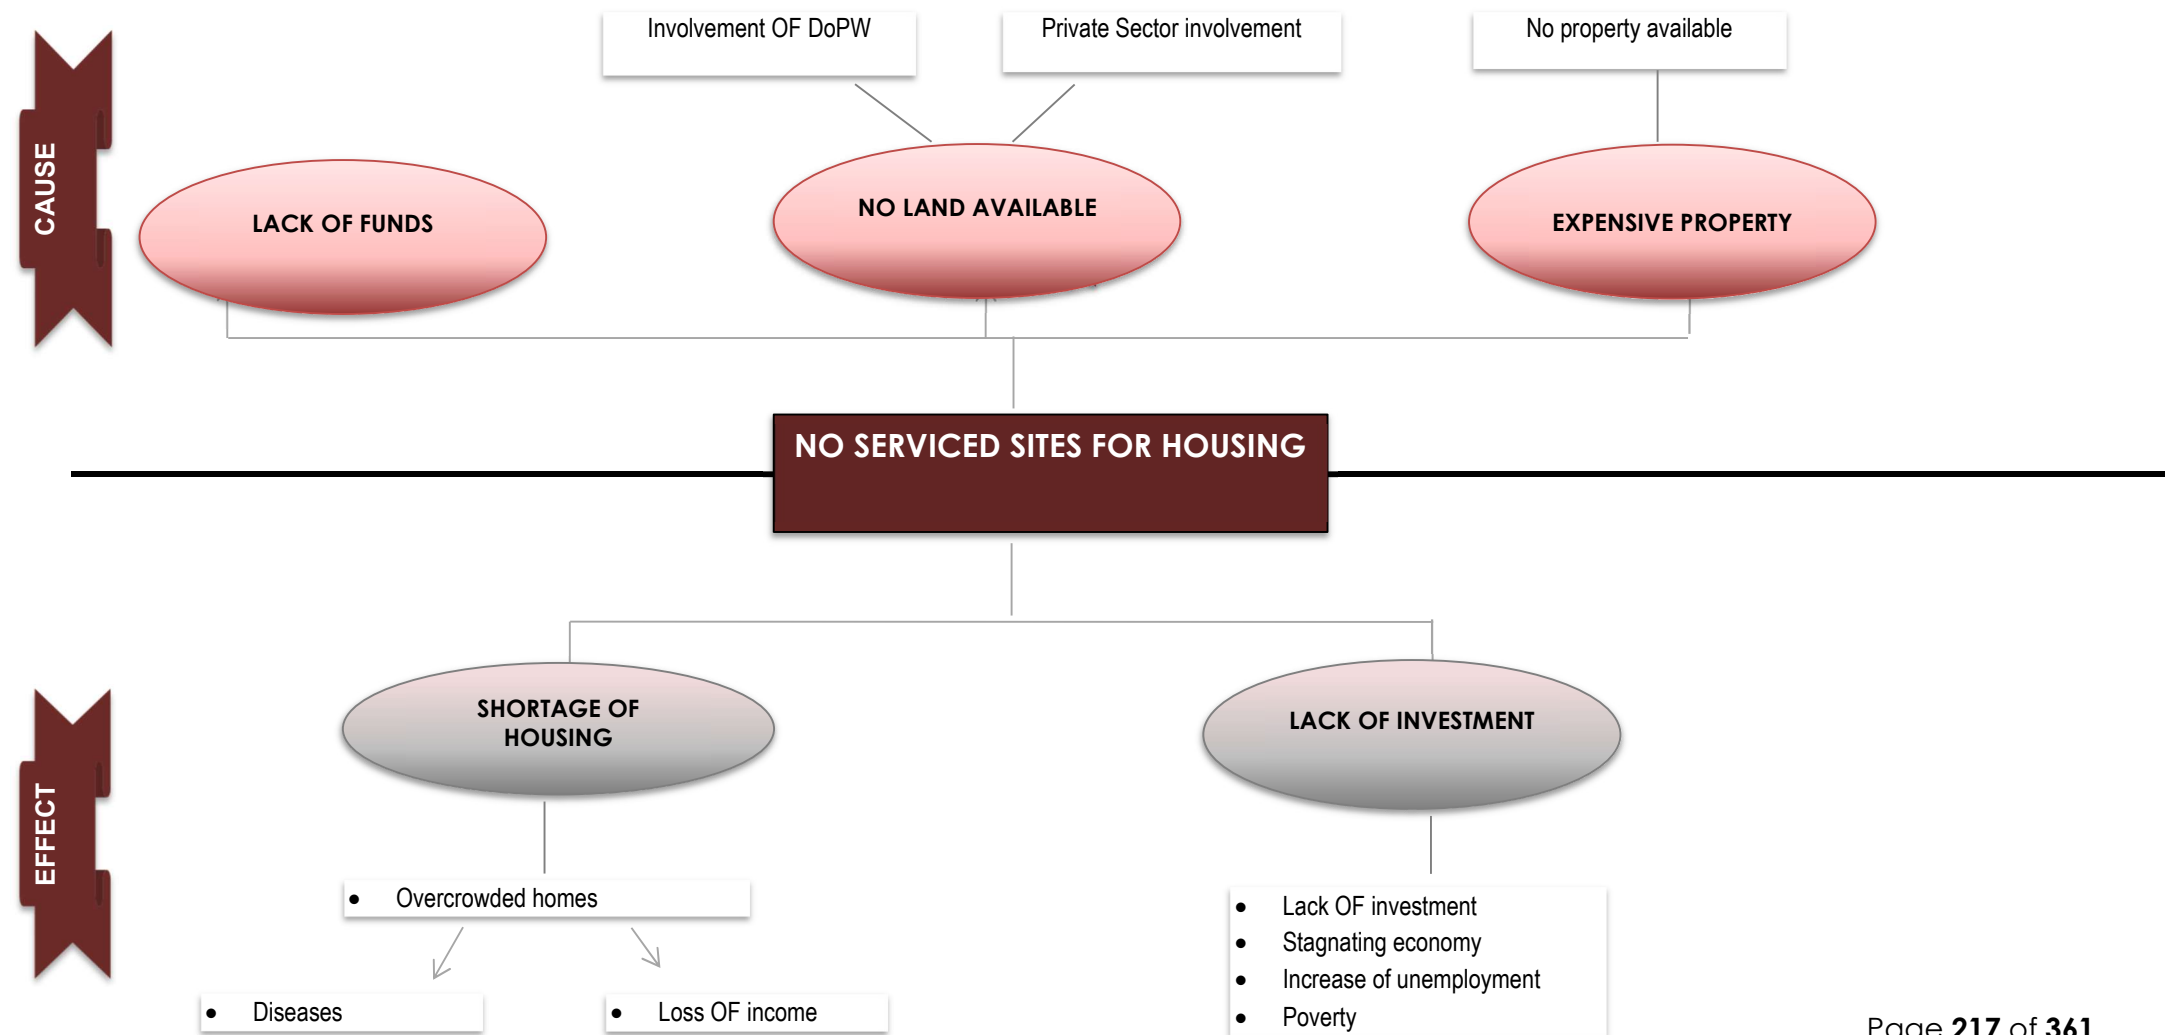 Involvement OF DoPW
Private Sector involvement
No property available
CAUSE
LACK OF FUNDS
NO LAND AVAILABLE
EXPENSIVE PROPERTY
NO SERVICED SITES FOR HOUSING
SHORTAGE OF
HOUSING
LACK OF INVESTMENT
EFFECT
• Overcrowded homes
• Diseases
• Loss OF income
• Lack OF investment
• Stagnating economy
• Increase of unemployment
• Poverty
Page 217 of 361